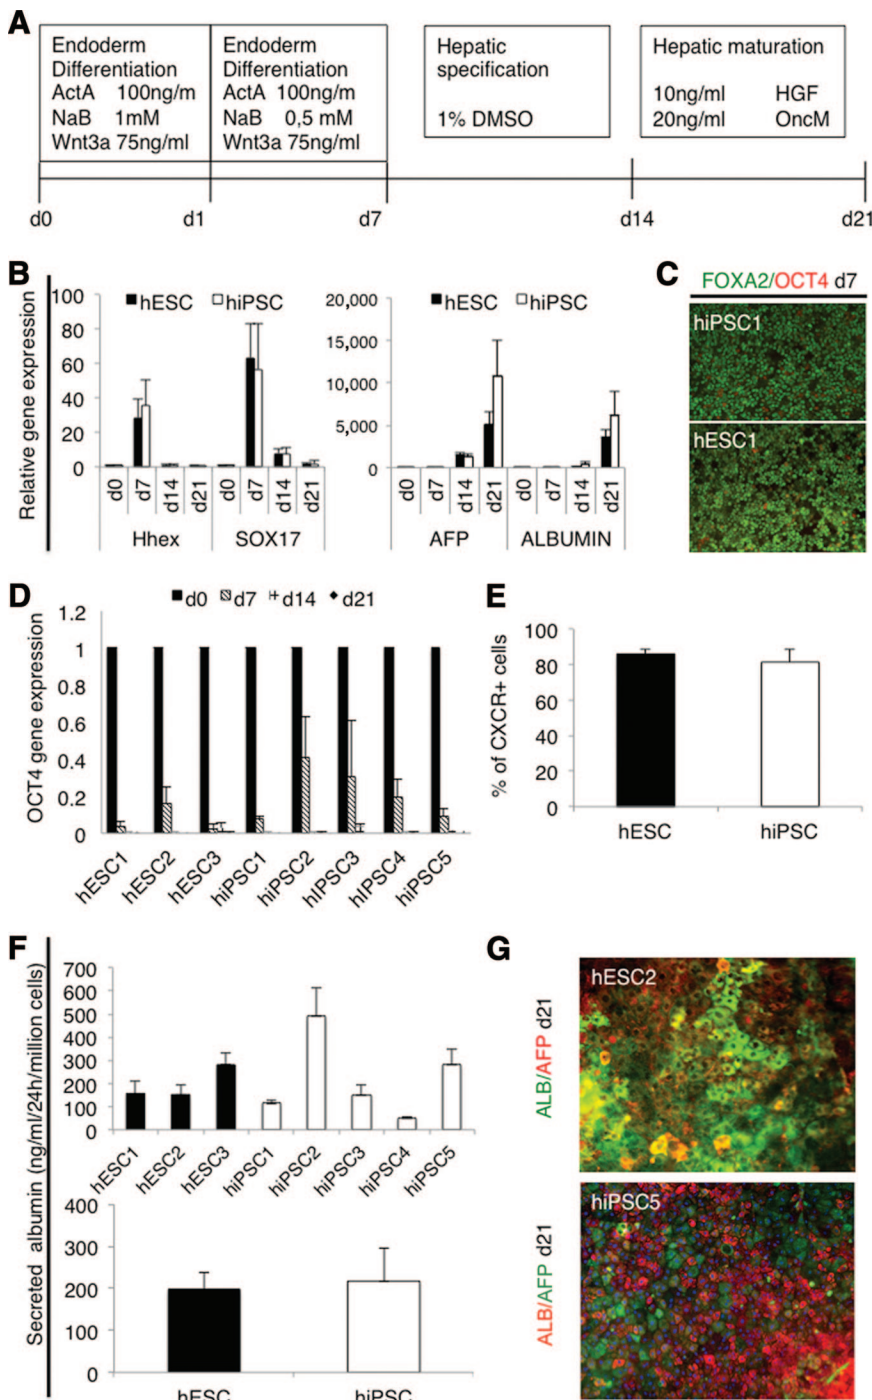 A
Endoderm
Differentiation
ActA 100ng/m
NaB 1mM
Wnt3a 75ng/ml
Endoderm
Differentiation
ActA 100ng/m
NaB 0,5 mM
Wnt3a 75ng/ml
Hepatic
specification
1% DMSO
Hepatic maturation
10ng/ml HGF
20ng/ml OncM
d0 d1 d7 d14 d21
B
Relative gene expression
100
80
60
40
20
0
hESC hiPSC
d0 d7 d14 d21 d0 d7 d14 d21
Hhex SOX17
20,000
15,000
10,000
5,000
0
hESC hiPSC
d0 d7 d14 d21 d0 d7 d14 d21
AFP ALBUMIN
C
FOXA2/OCT4 d7
hiPSC1
hESC1
D
d0 d7 d14 d21
OCT4 gene expression
1.2
1
0.8
0.6
0.4
0.2
0
hESC1 hESC2 hESC3 hiPSC1 hiPSC2 hiPSC3 hiPSC4 hiPSC5
E
% of CXCR+ cells
100
80
60
40
20
0
hESC hiPSC
F
Secreted albumin (ng/ml/24h/million cells)
700
600
500
400
300
200
100
0
hESC1 hESC2 hESC3 hiPSC1 hiPSC2 hiPSC3 hiPSC4 hiPSC5
400
300
200
100
0
hESC hiPSC
G
ALB/AFP d21
hESC2
ALB/AFP d21
hiPSC5